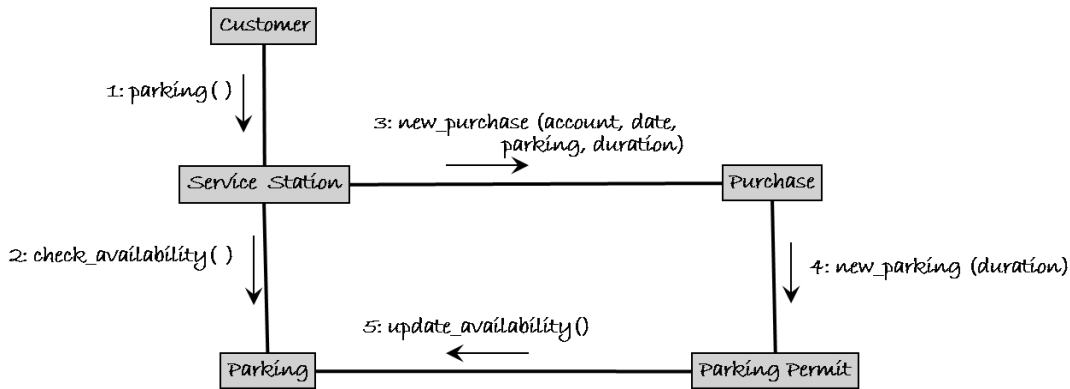 Customer
1: parking( )
3: new_purchase (account, date,
parking, duration)
Service Station
Purchase
2: check_availability( )
4: new_parking (duration)
5: update_availability()
Parking
Parking Permit